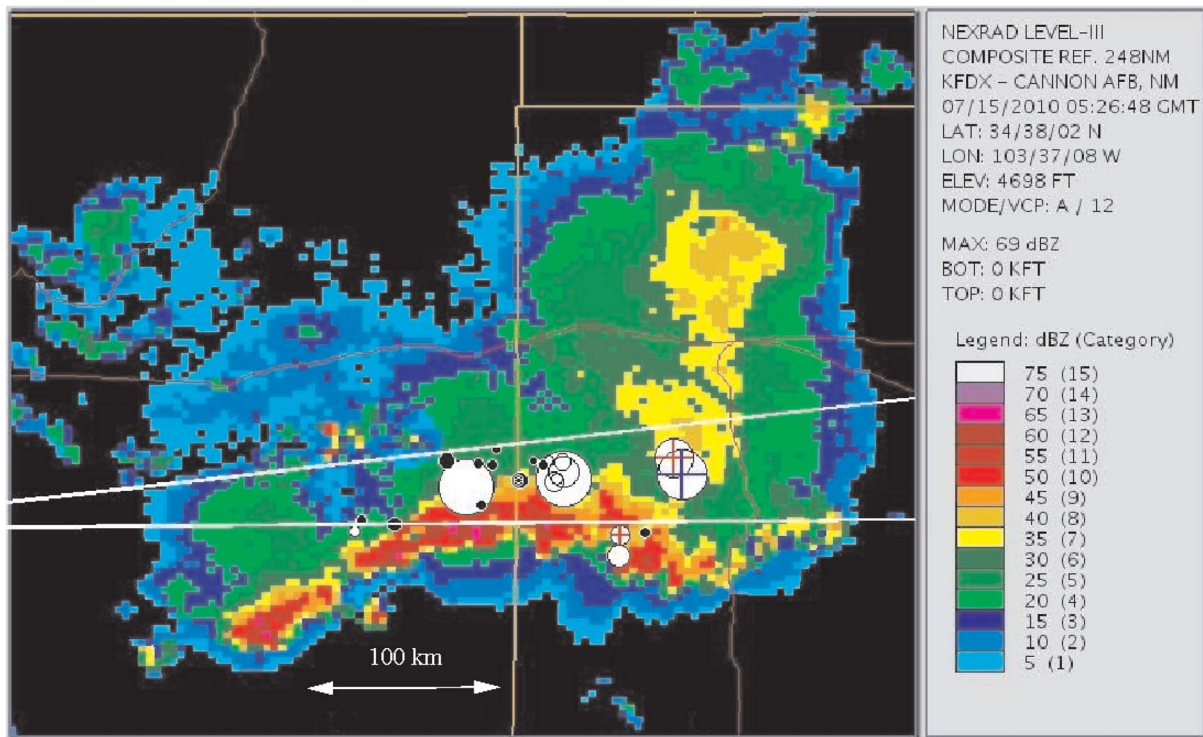 NEXRAD LEVEL-III
COMPOSITE REF. 248NM
KFDX - CANNON AFB, NM
07/15/2010 05:26:48 GMT
LAT: 34/38/02 N
LON: 103/37/08 W
ELEV: 4698 FT
MODE/VCP: A / 12
MAX: 69 dBZ
BOT: 0 KFT
TOP: 0 KFT
Legend: dBZ (Category)
75 (15)
70 (14)
65 (13)
60 (12)
55 (11)
50 (10)
45 (9)
40 (8)
35 (7)
30 (6)
25 (5)
20 (4)
15 (3)
10 (2)
5 (1)
100 km